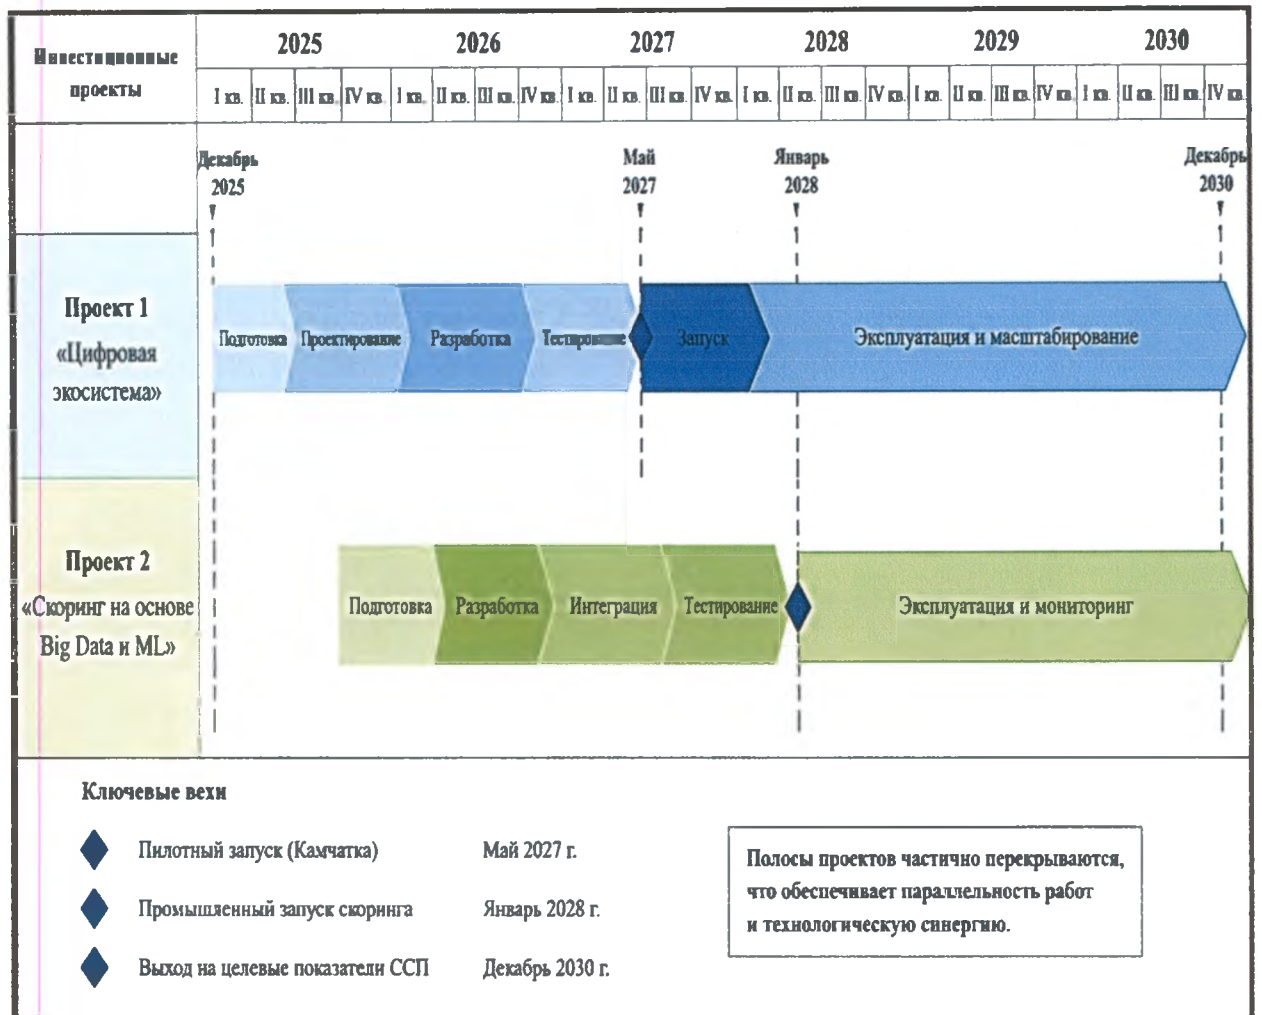 Инвестиционные
проекты
2025 2026 2027 2028 2029 2030
I кв. II кв. III кв. IV кв. I кв. II кв. III кв. IV кв. I кв. II кв. III кв. IV кв. I кв. II кв. III кв. IV кв. I кв. II кв. III кв. IV кв. I кв. II кв. III кв. IV кв.
Декабрь
2025
Май
2027
Январь
2028
Декабрь
2030
Проект 1
«Цифровая
экосистема»
Подготовка Проектирование Разработка Тестирование Запуск Эксплуатация и масштабирование
Проект 2
«Скоринг на основе
Big Data и ML»
Подготовка Разработка Интеграция Тестирование Эксплуатация и мониторинг
Ключевые вехи
Пилотный запуск (Камчатка) Май 2027 г.
Промышленный запуск скоринга Январь 2028 г.
Выход на целевые показатели ССП Декабрь 2030 г.
Полосы проектов частично перекрываются,
что обеспечивает параллельность работ
и технологическую синергию.